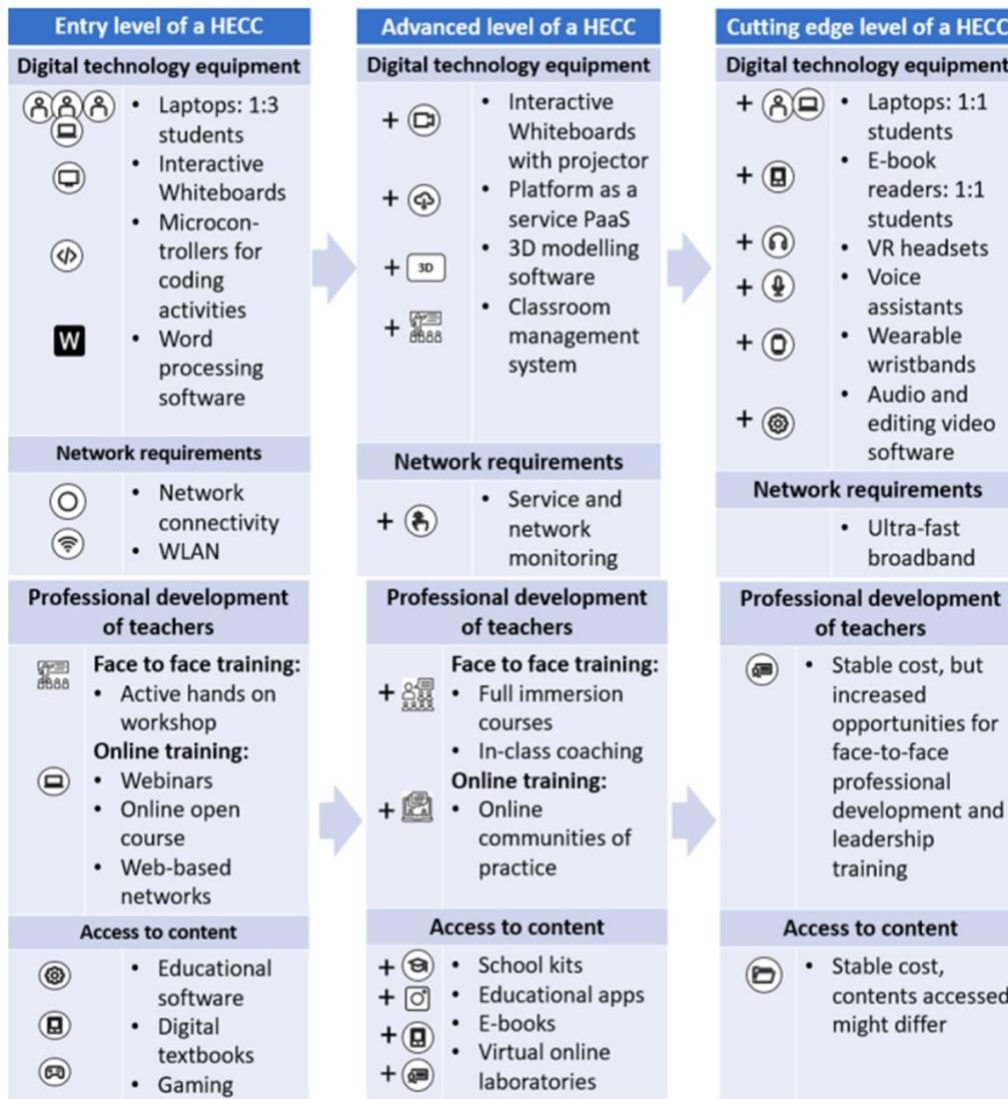 Entry level of a HECC
Digital technology equipment
• Laptops: 1:3
students
• Interactive
Whiteboards
• Microcon-
trollers for
coding
activities
W
• Word
processing
software
Network requirements
• Network
connectivity
• WLAN
Professional development
of teachers
Face to face training:
• Active hands on
workshop
Online training:
• Webinars
• Online open
course
• Web-based
networks
Access to content
• Educational
software
• Digital
textbooks
• Gaming
Advanced level of a HECC
Digital technology equipment
+ • Interactive
Whiteboards
with projector
+ • Platform as a
service PaaS
+ 3D • 3D modelling
software
+ • Classroom
management
system
Network requirements
+ • Service and
network
monitoring
Professional development
of teachers
Face to face training:
+ • Full immersion
courses
• In-class coaching
Online training:
+ • Online
communities of
practice
Access to content
+ • School kits
+ • Educational apps
+ • E-books
+ • Virtual online
laboratories
Cutting edge level of a HECC
Digital technology equipment
+ • Laptops: 1:1
students
+ • E-book
readers: 1:1
students
+ • VR headsets
+ • Voice
assistants
+ • Wearable
wristbands
+ • Audio and
editing video
software
Network requirements
• Ultra-fast
broadband
Professional development
of teachers
• Stable cost, but
increased
opportunities for
face-to-face
professional
development and
leadership
training
Access to content
• Stable cost,
contents accessed
might differ